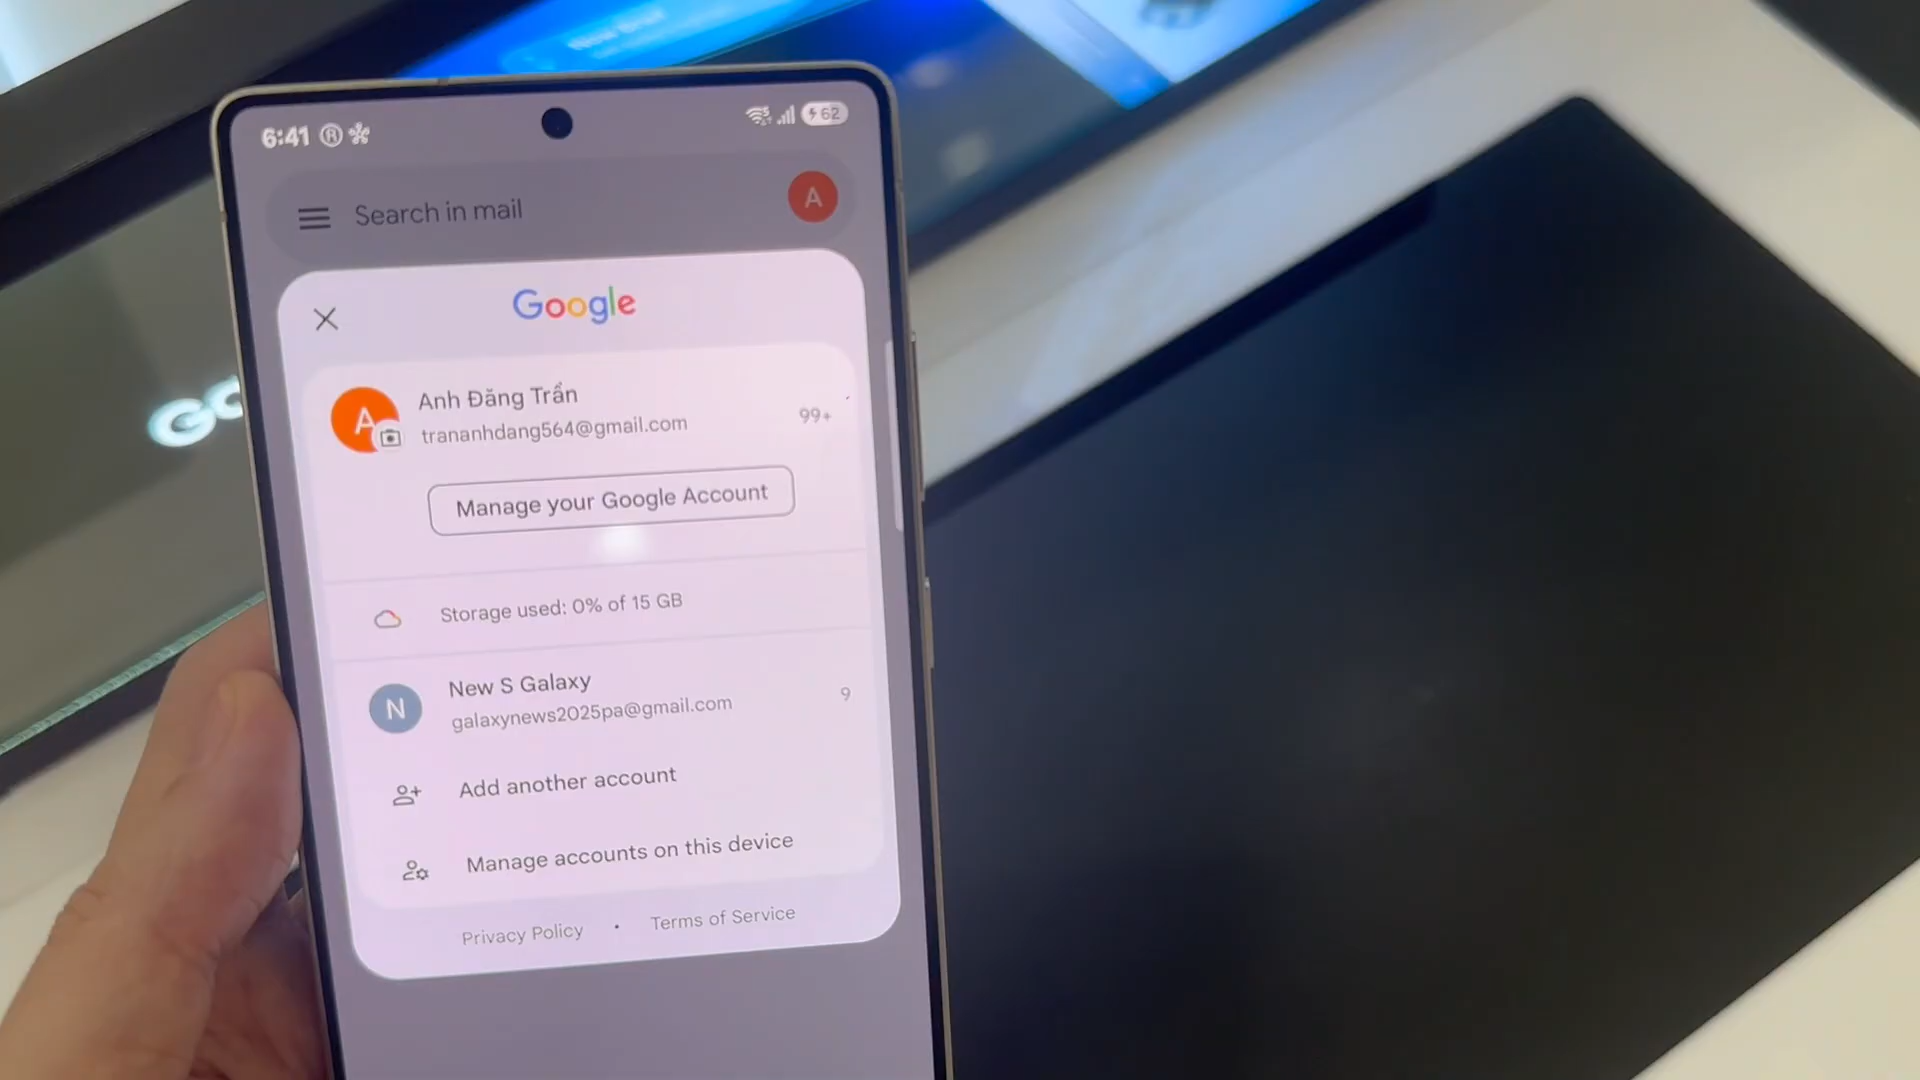 6:41 ® 62
Search in mail
A
Google
A
Anh Đăng Trần
trananhdang564@gmail.com
99+
Manage your Google Account
Storage used: 0% of 15 GB
N
New S Galaxy
galaxynews2025pa@gmail.com
9
Add another account
Manage accounts on this device
Privacy Policy · Terms of Service